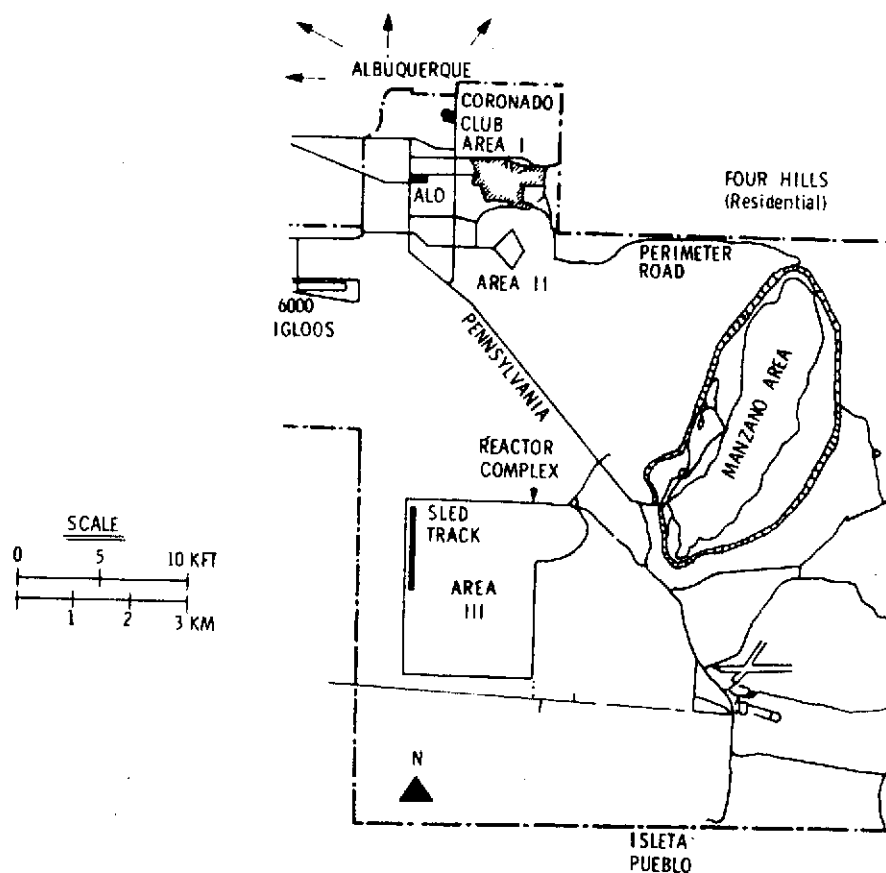 ALBUQUERQUE
CORONADO
CLUB
AREA I
ALO
FOUR HILLS
(Residential)
PERIMETER
ROAD
AREA II
6000
IGLOOS
PENNSYLVANIA
MANZANO AREA
REACTOR
COMPLEX
SLED
TRACK
AREA
III
SCALE
0 5 10 KFT
1 2 3 KM
N
ISLETA
PUEBLO